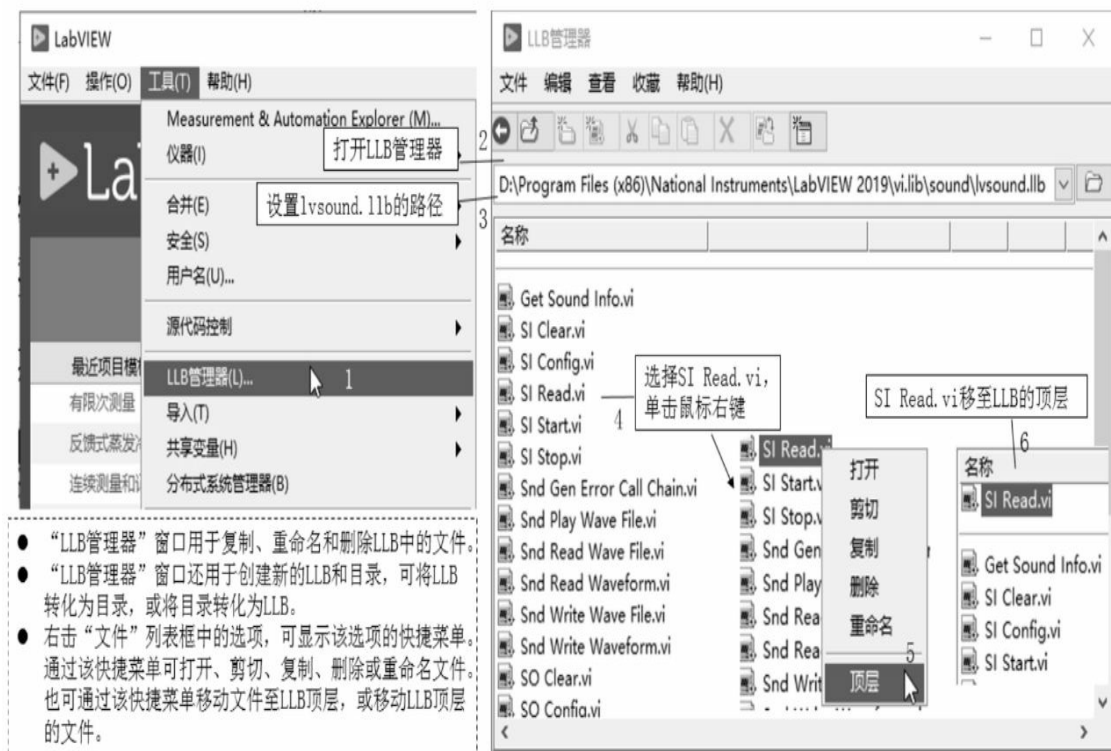 LabVIEW
文件(F) 操作(O) 工具(T) 帮助(H)
Measurement & Automation Explorer (M)...
仪器(I)
打开LLB管理器
2
合并(E)
设置lvsound.llb的路径
3
安全(S)
用户名(U)...
源代码控制
最近项目模板
LLB管理器(L)... 1
有限次测量
导入(T)
反馈式蒸发冷
共享变量(H)
连续测量和记
分布式系统管理器(B)
● “LLB管理器”窗口用于复制、重命名和删除LLB中的文件。
● “LLB管理器”窗口还用于创建新的LLB和目录，可将LLB
转化为目录，或将目录转化为LLB。
● 右击“文件”列表框中的选项，可显示该选项的快捷菜单。
通过该快捷菜单可打开、剪切、复制、删除或重命名文件。
也可通过该快捷菜单移动文件至LLB顶层，或移动LLB顶层
的文件。
LLB管理器
文件 编辑 查看 收藏 帮助(H)
D:\Program Files (x86)\National Instruments\LabVIEW 2019\vi.lib\sound\lvsound.llb
名称
Get Sound Info.vi
SI Clear.vi
SI Config.vi
SI Read.vi
SI Start.vi
SI Stop.vi
Snd Gen Error Call Chain.vi
Snd Play Wave File.vi
Snd Read Wave File.vi
Snd Read Waveform.vi
Snd Write Wave File.vi
Snd Write Waveform.vi
SO Clear.vi
SO Config.vi
选择SI Read.vi，
单击鼠标右键
4
SI Read.vi
SI Start.v
SI Stop.v
Snd Gen
Snd Play
Snd Rea
Snd Rea
Snd Writ
打开
剪切
复制
删除
重命名
5
顶层
SI Read.vi移至LLB的顶层
6
名称
SI Read.vi
Get Sound Info.vi
SI Clear.vi
SI Config.vi
SI Start.vi